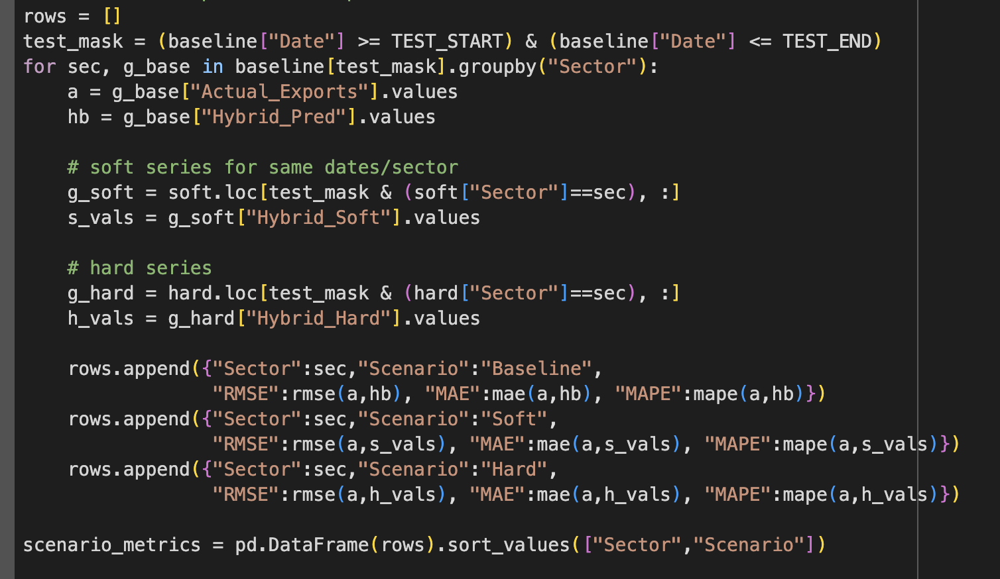 rows = []
test_mask = (baseline["Date"] >= TEST_START) & (baseline["Date"] <= TEST_END)
for sec, g_base in baseline[test_mask].groupby("Sector"):
    a = g_base["Actual_Exports"].values
    hb = g_base["Hybrid_Pred"].values

    # soft series for same dates/sector
    g_soft = soft.loc[test_mask & (soft["Sector"]==sec), :]
    s_vals = g_soft["Hybrid_Soft"].values

    # hard series
    g_hard = hard.loc[test_mask & (hard["Sector"]==sec), :]
    h_vals = g_hard["Hybrid_Hard"].values

    rows.append({"Sector":sec,"Scenario":"Baseline",
                 "RMSE":rmse(a,hb), "MAE":mae(a,hb), "MAPE":mape(a,hb)})
    rows.append({"Sector":sec,"Scenario":"Soft",
                 "RMSE":rmse(a,s_vals), "MAE":mae(a,s_vals), "MAPE":mape(a,s_vals)})
    rows.append({"Sector":sec,"Scenario":"Hard",
                 "RMSE":rmse(a,h_vals), "MAE":mae(a,h_vals), "MAPE":mape(a,h_vals)})

scenario_metrics = pd.DataFrame(rows).sort_values(["Sector","Scenario"])